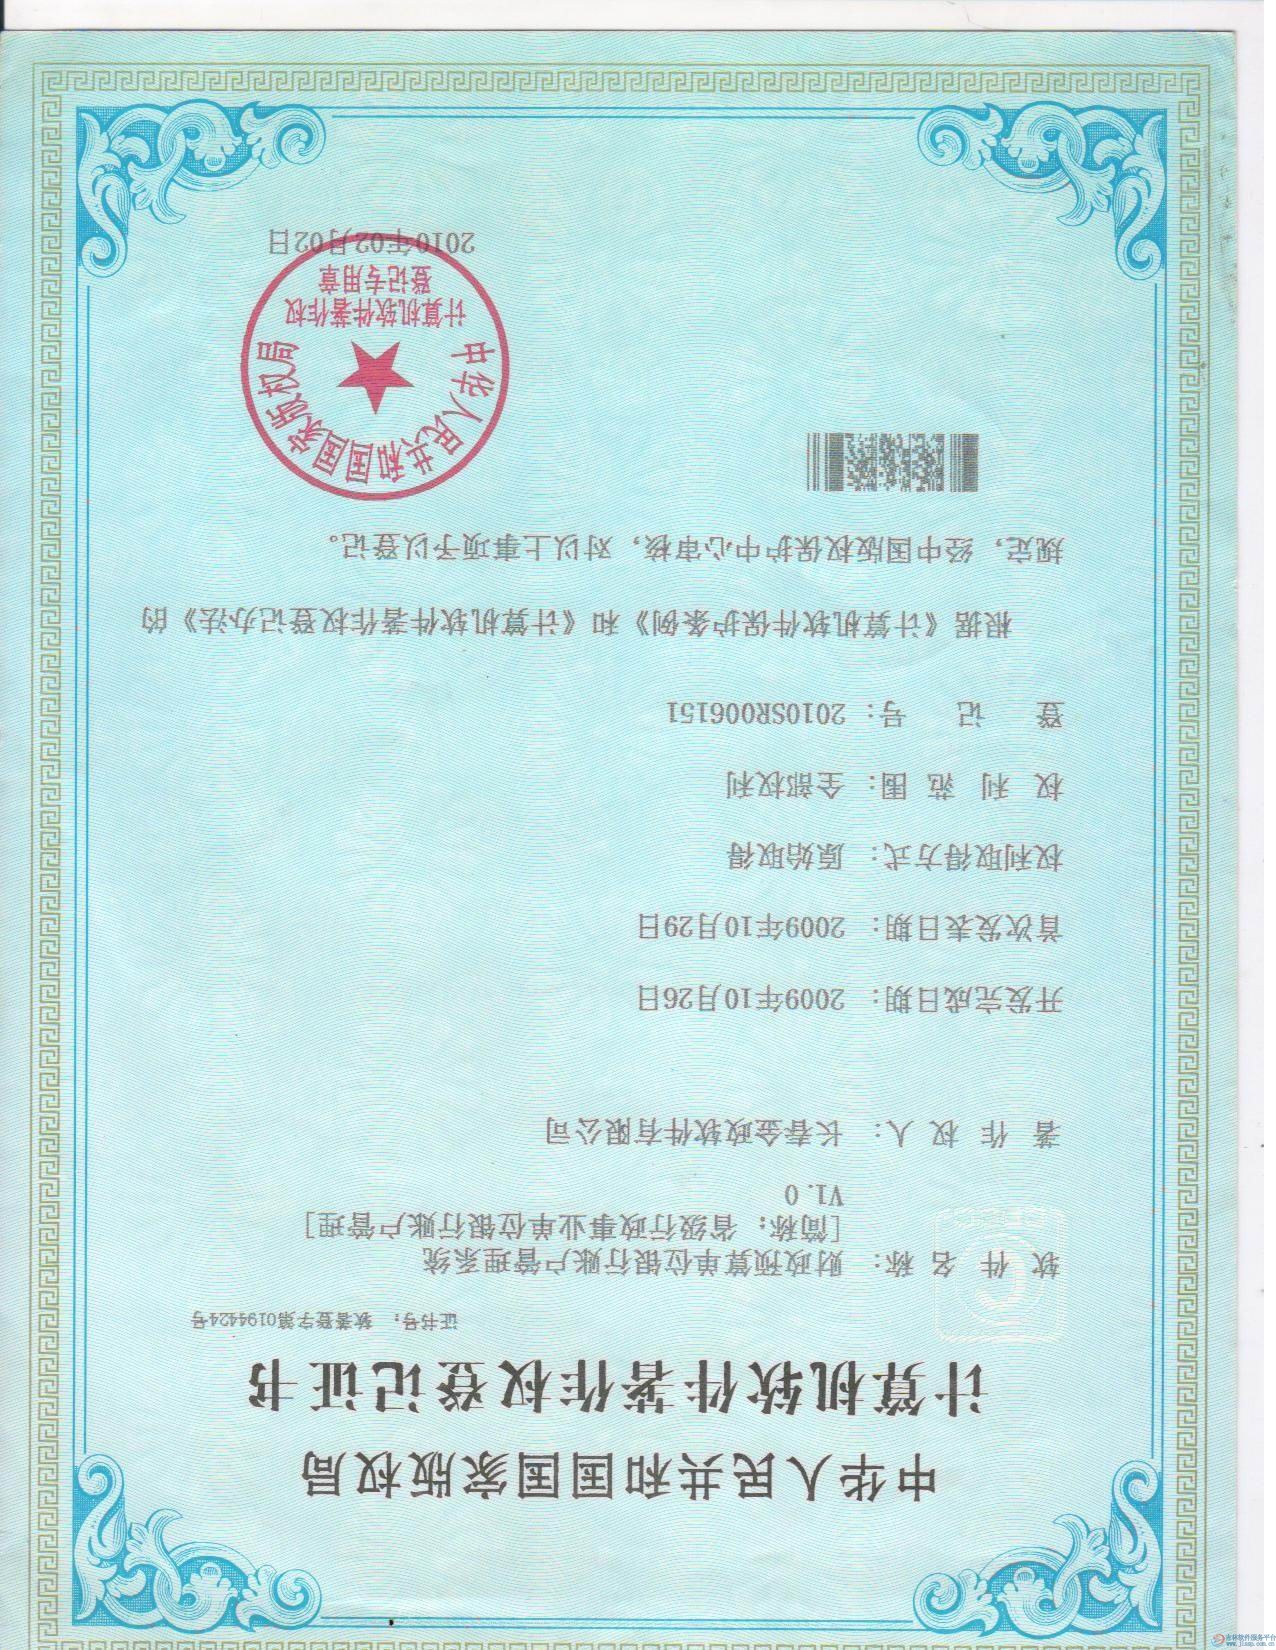 中华人民共和国国家版权局
计算机软件著作权登记证书
证书号： 软著登字第0194424号
软件名称： 财政预算单位银行账户管理系统
[简称：省级行政事业单位银行账户管理]
V1.0
著作权人： 长春金政软件有限公司
开发完成日期： 2009年10月26日
首次发表日期： 2009年10月29日
权利取得方式： 原始取得
权利范围： 全部权利
登记号： 2010SR006151
根据《计算机软件保护条例》和《计算机软件著作权登记办法》的
规定，经中国版权保护中心审核，对以上事项予以登记。
中华人民共和国国家版权局
计算机软件著作权
登记专用章
2010年02月02日
吉林软件服务平台